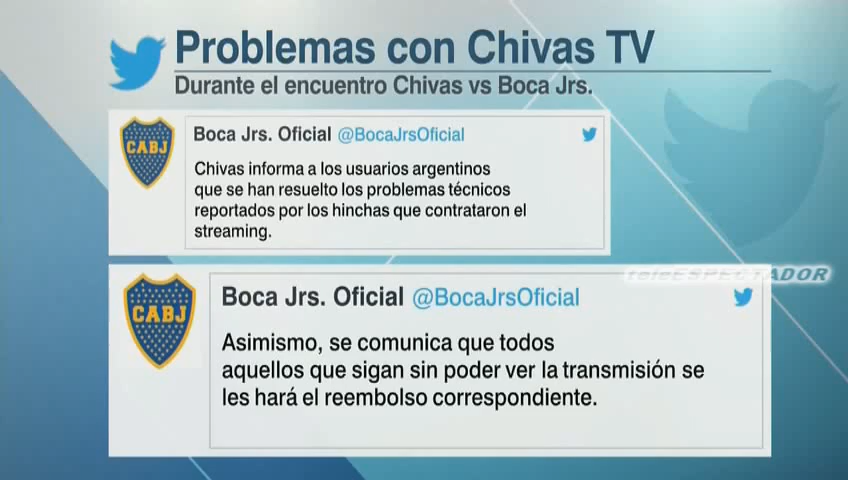 Problemas con Chivas TV
Durante el encuentro Chivas vs Boca Jrs.
CABJ
Boca Jrs. Oficial @BocaJrsOficial
Chivas informa a los usuarios argentinos
que se han resuelto los problemas técnicos
reportados por los hinchas que contrataron el
streaming.
teleESPECTADOR
CABJ
Boca Jrs. Oficial @BocaJrsOficial
Asimismo, se comunica que todos
aquellos que sigan sin poder ver la transmisión se
les hará el reembolso correspondiente.